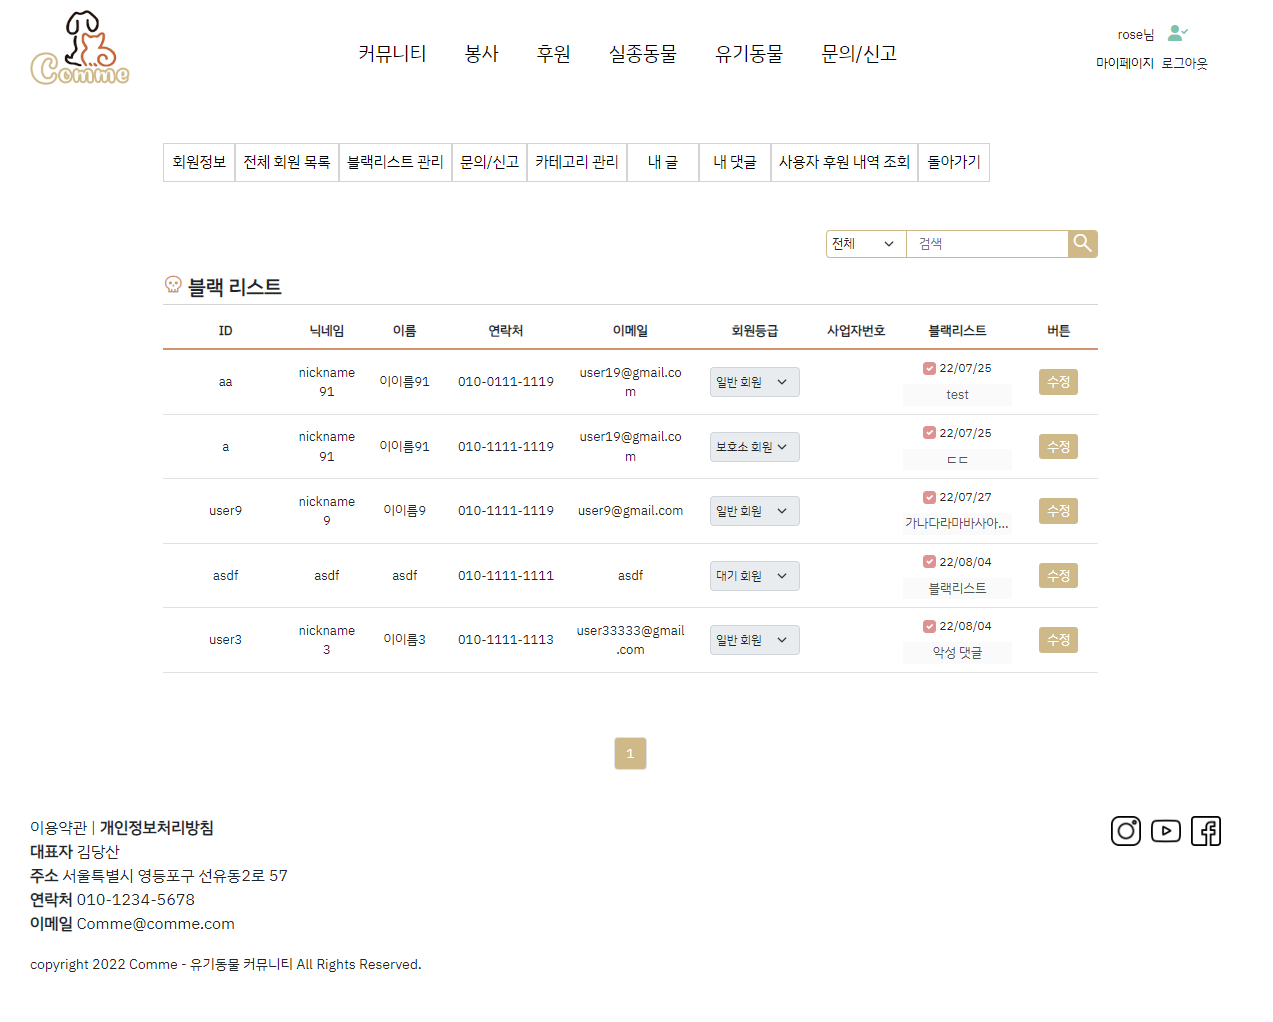 Comme
커뮤니티 봉사 후원 실종동물 유기동물 문의/신고
rose님
마이페이지 로그아웃
회원정보 전체 회원 목록 블랙리스트 관리 문의/신고 카테고리 관리 내 글 내 댓글 사용자 후원 내역 조회 돌아가기
전체 검색
블랙 리스트
ID 닉네임 이름 연락처 이메일 회원등급 사업자번호 블랙리스트 버튼
aa nickname91 이이름91 010-0111-1119 user19@gmail.com 일반 회원 22/07/25 test 수정
a nickname91 이이름91 010-1111-1119 user19@gmail.com 보호소 회원 22/07/25 ㄷㄷ 수정
user9 nickname9 이이름9 010-1111-1119 user9@gmail.com 일반 회원 22/07/27 가나다라마바사아... 수정
asdf asdf asdf 010-1111-1111 asdf 대기 회원 22/08/04 블랙리스트 수정
user3 nickname3 이이름3 010-1111-1113 user33333@gmail.com 일반 회원 22/08/04 악성 댓글 수정
1
이용약관 | 개인정보처리방침
대표자 김당산
주소 서울특별시 영등포구 선유동2로 57
연락처 010-1234-5678
이메일 Comme@comme.com
copyright 2022 Comme - 유기동물 커뮤니티 All Rights Reserved.